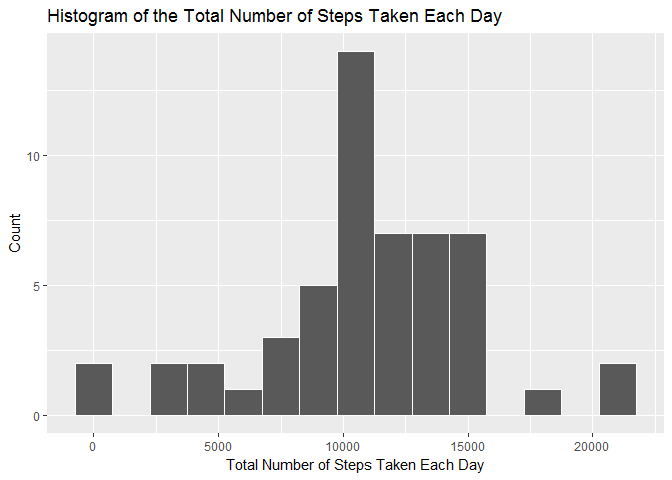 Histogram of the Total Number of Steps Taken Each Day
Count
10
5
0
0 5000 10000 15000 20000
Total Number of Steps Taken Each Day